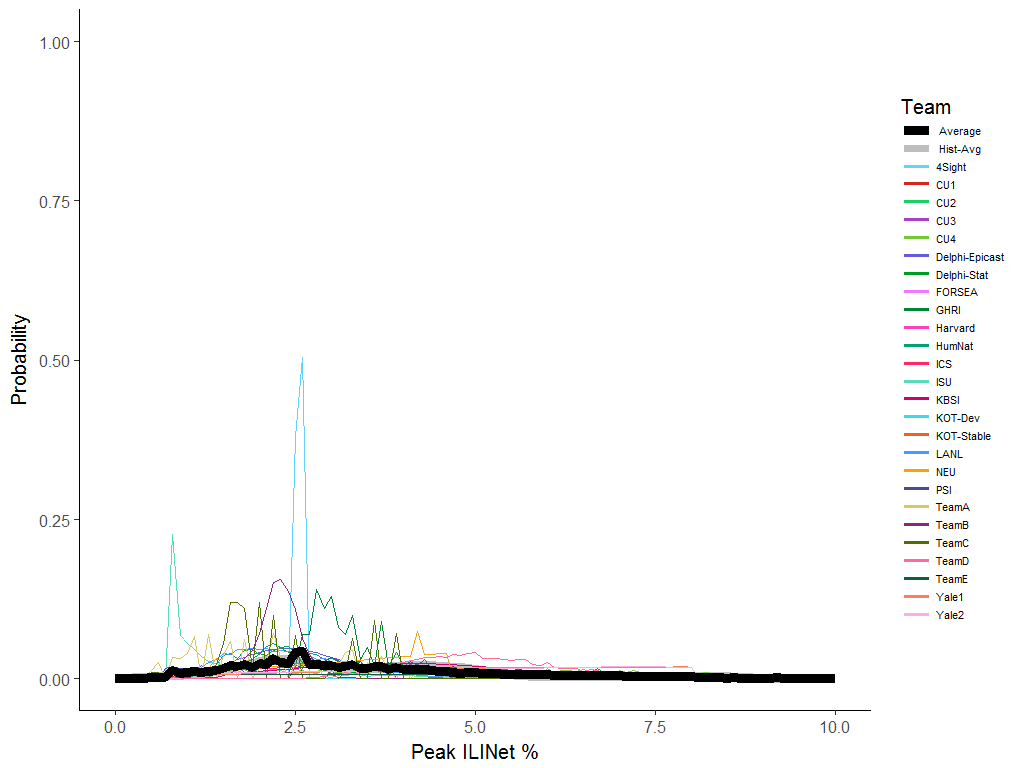 1.00
0.75
0.50
0.25
0.00
Probability
0.0
2.5
5.0
7.5
10.0
Peak ILINet %
Team
Average
Hist-Avg
4Sight
CU1
CU2
CU3
CU4
Delphi-Epicast
Delphi-Stat
FORSEA
GHRI
Harvard
HumNat
ICS
ISU
KBSI
KOT-Dev
KOT-Stable
LANL
NEU
PSI
TeamA
TeamB
TeamC
TeamD
TeamE
Yale1
Yale2